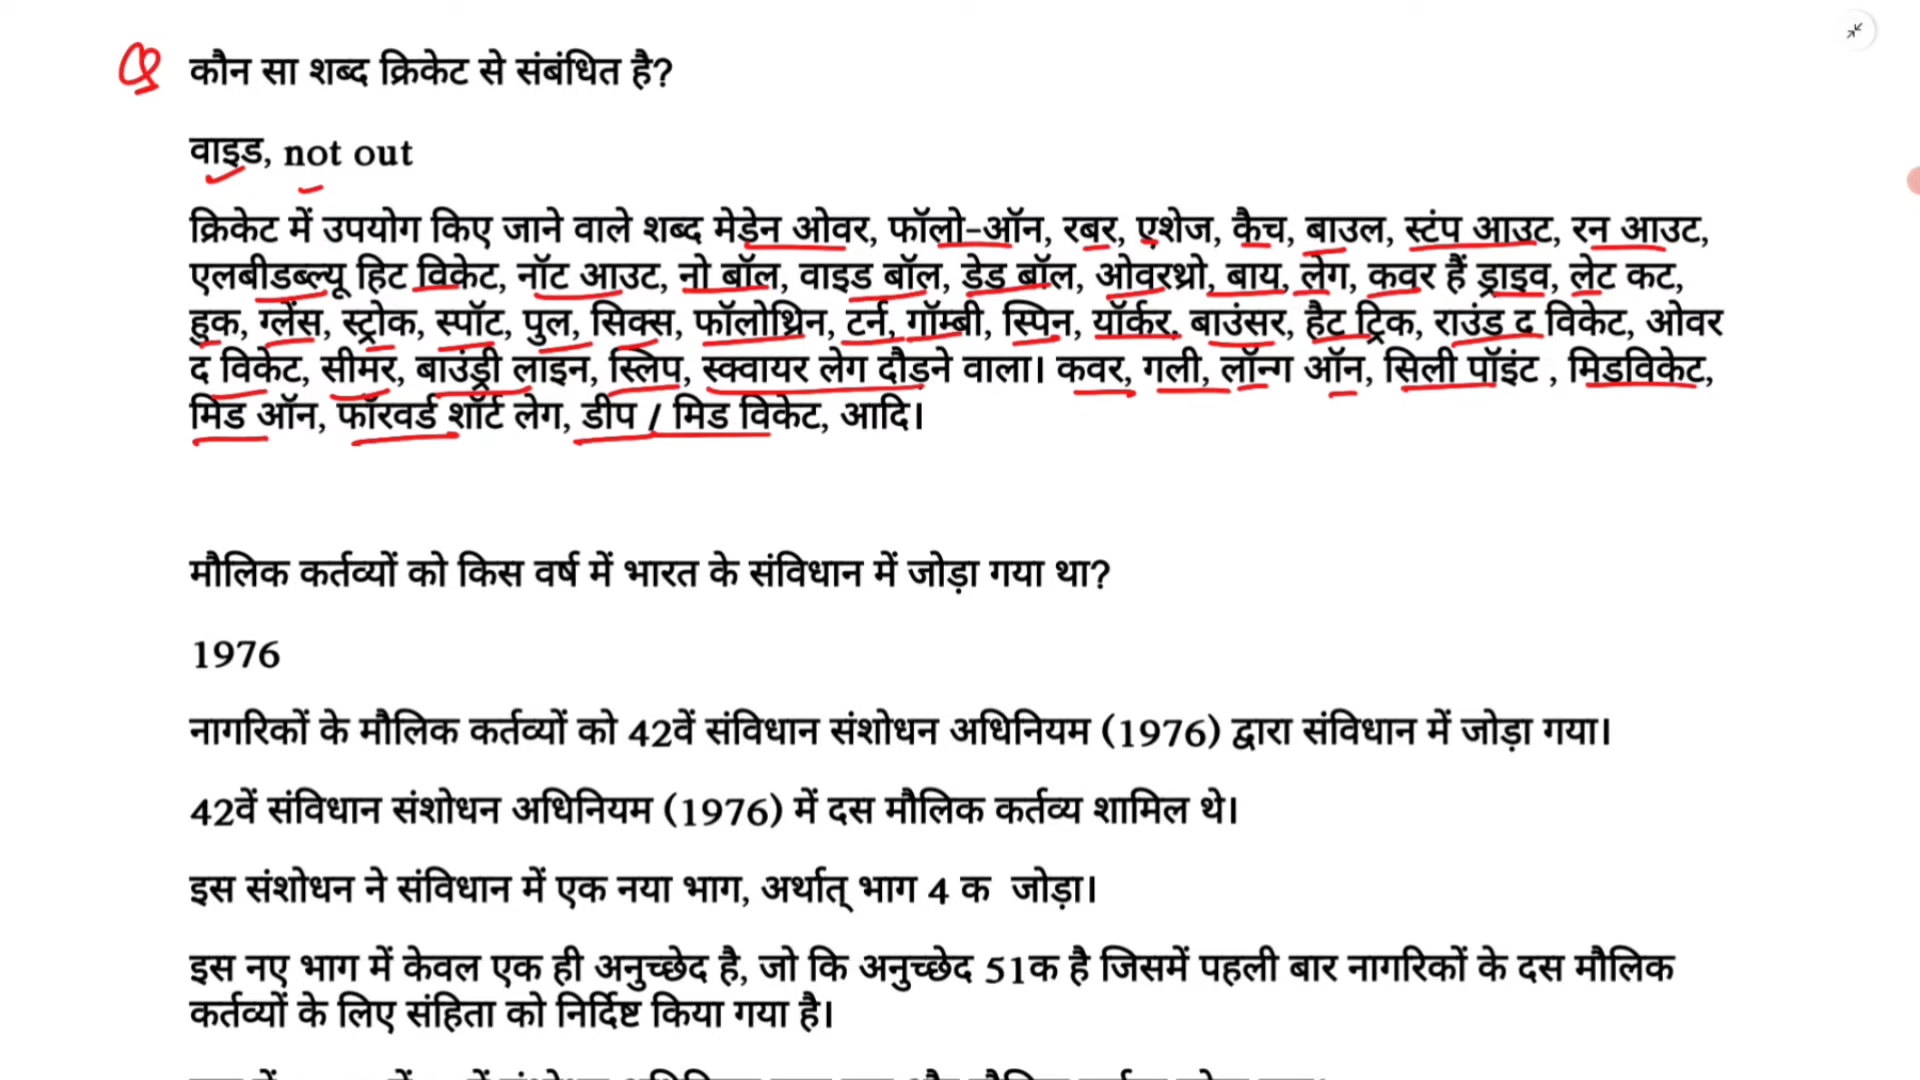 Q कौन सा शब्द क्रिकेट से संबंधित है?
वाइड, not out
क्रिकेट में उपयोग किए जाने वाले शब्द मेडेन ओवर, फॉलो-ऑन, रबर, एशेज, कैच, बाउल, स्टंप आउट, रन आउट,
एलबीडब्ल्यू हिट विकेट, नॉट आउट, नो बॉल, वाइड बॉल, डेड बॉल, ओवरथ्रो, बाय, लेग, कवर हैं ड्राइव, लेट कट,
हुक, ग्लेंस, स्ट्रोक, स्पॉट, पुल, सिक्स, फॉलोथ्रिन, टर्न, गॉम्बी, स्पिन, यॉर्कर, बाउंसर, हैट ट्रिक, राउंड द विकेट, ओवर
द विकेट, सीमर, बाउंड्री लाइन, स्लिप, स्क्वायर लेग दौड़ने वाला। कवर, गली, लॉन्ग ऑन, सिली पॉइंट , मिडविकेट,
मिड ऑन, फॉरवर्ड शॉर्ट लेग, डीप / मिड विकेट, आदि।
मौलिक कर्तव्यों को किस वर्ष में भारत के संविधान में जोड़ा गया था?
1976
नागरिकों के मौलिक कर्तव्यों को 42वें संविधान संशोधन अधिनियम (1976) द्वारा संविधान में जोड़ा गया।
42वें संविधान संशोधन अधिनियम (1976) में दस मौलिक कर्तव्य शामिल थे।
इस संशोधन ने संविधान में एक नया भाग, अर्थात् भाग 4 क जोड़ा।
इस नए भाग में केवल एक ही अनुच्छेद है, जो कि अनुच्छेद 51क है जिसमें पहली बार नागरिकों के दस मौलिक
कर्तव्यों के लिए संहिता को निर्दिष्ट किया गया है।